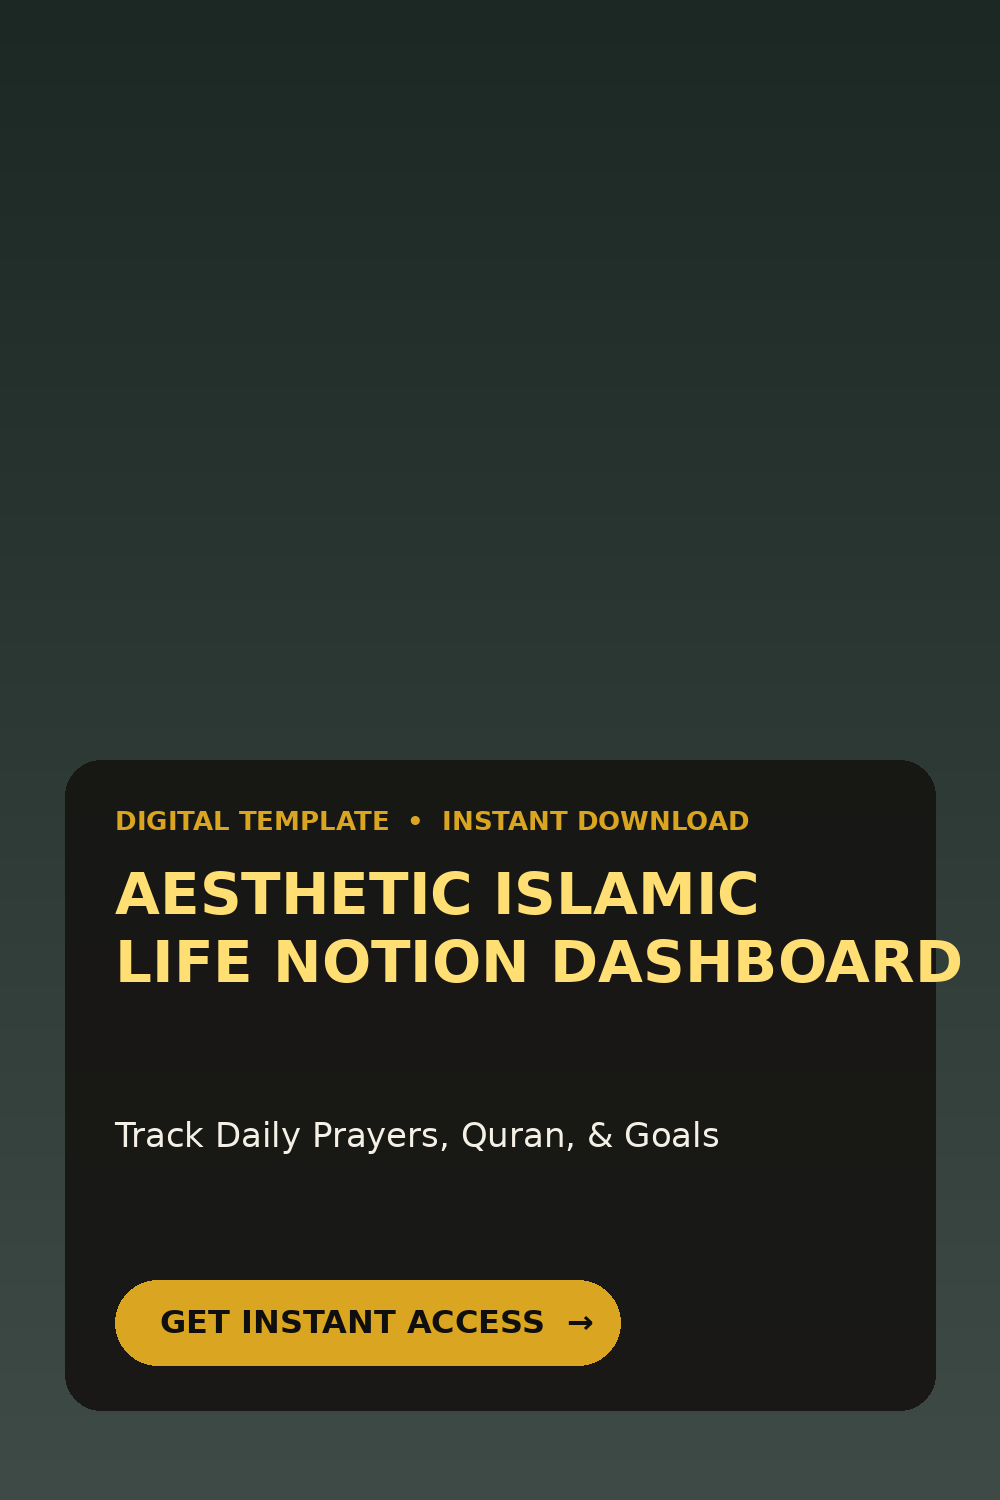 DIGITAL TEMPLATE • INSTANT DOWNLOAD
AESTHETIC ISLAMIC
LIFE NOTION DASHBOARD
Track Daily Prayers, Quran, & Goals
GET INSTANT ACCESS →